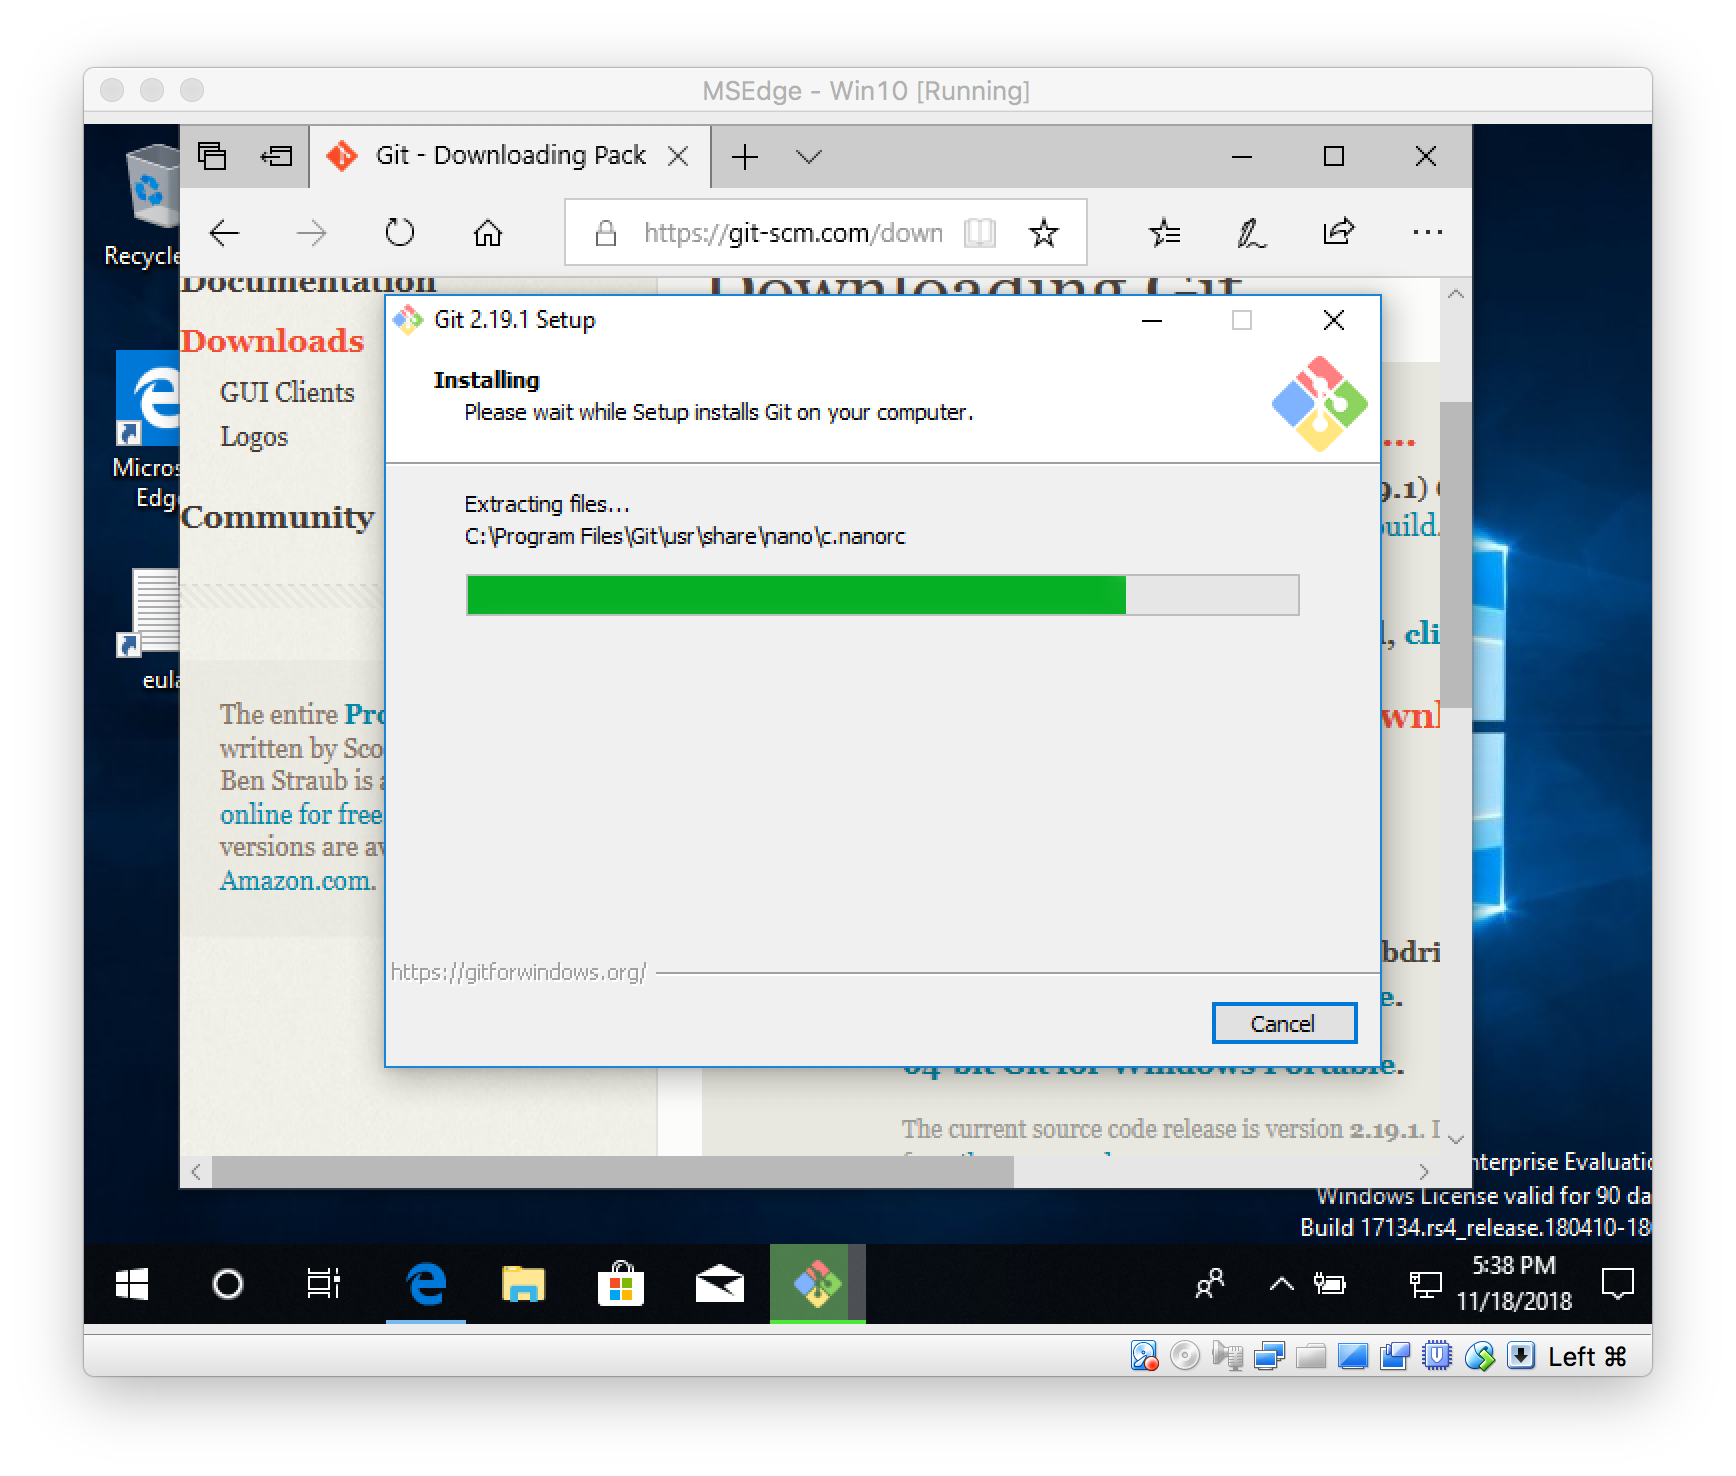 MSEdge - Win10 [Running]
Git - Downloading Pack
https://git-scm.com/down
Recycle
Documentation
Downloading Git
Downloads
GUI Clients
Logos
Community
Micros
Edge
eula
The entire Pro
written by Sco
Ben Straub is a
online for free
versions are av
Amazon.com.
Git 2.19.1 Setup
Installing
Please wait while Setup installs Git on your computer.
Extracting files...
C:\Program Files\Git\usr\share\nano\c.nanorc
https://gitforwindows.org/
Cancel
...
9.1)
build.
l, cli
wnl
bdri
e.
64-bit Git for Windows Portable.
The current source code release is version 2.19.1. I
nterprise Evaluatio
Windows License valid for 90 da
Build 17134.rs4_release.180410-180
5:38 PM
11/18/2018
Left ⌘